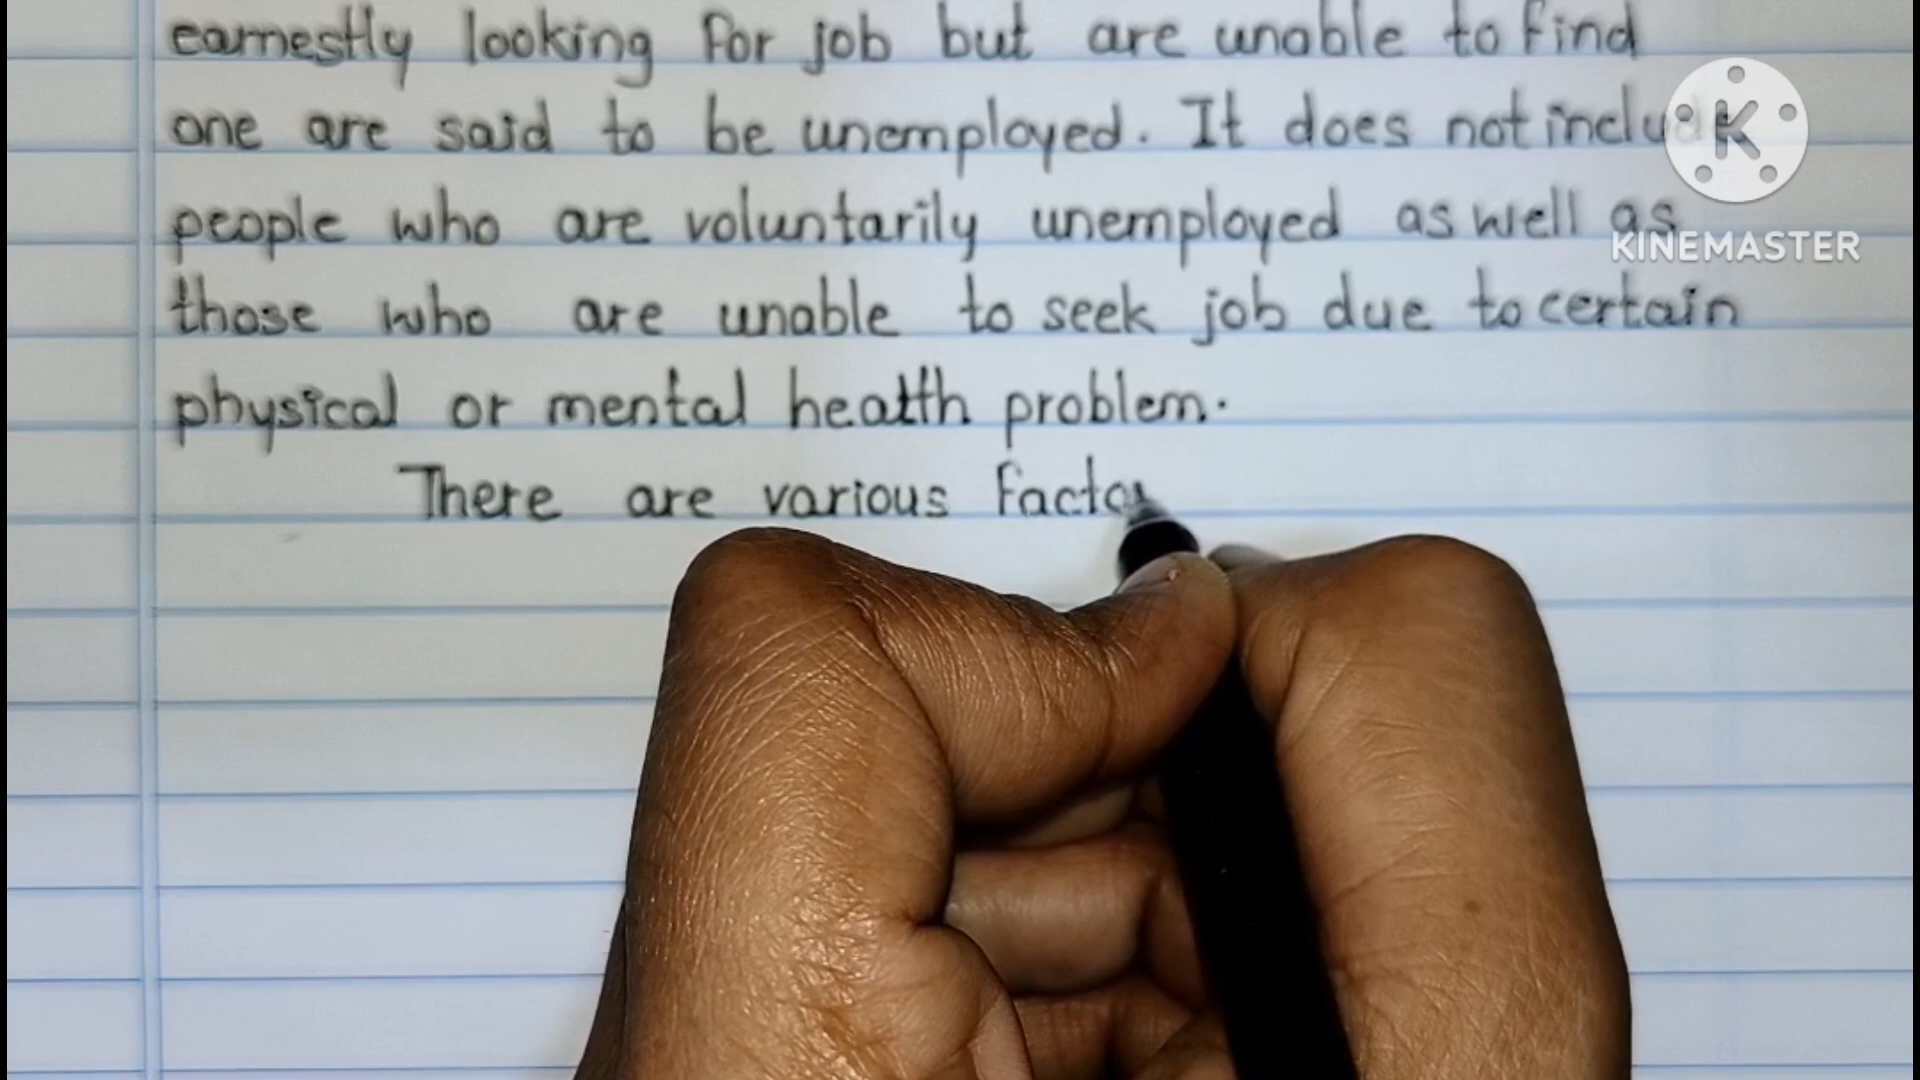 earnestly looking for job but are unable to find
one are said to be unemployed. It does not include
people who are voluntarily unemployed as well as
those who are unable to seek job due to certain
physical or mental health problem.
There are various facto
K
KINEMASTER